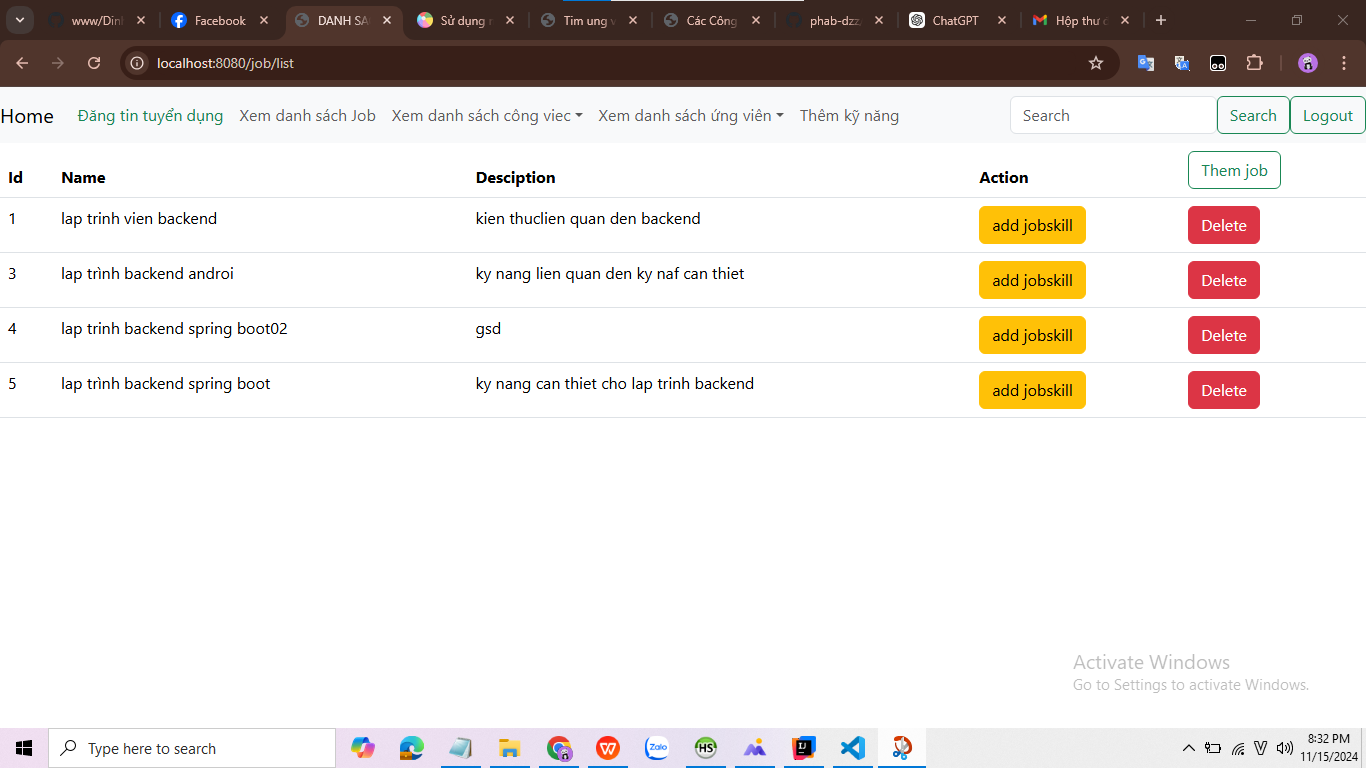 www/Dinl
Facebook
DANH SÁ
Sử dụng r
Tim ung v
Các Công
phab-dzz
ChatGPT
Hộp thư
localhost:8080/job/list
Home Đăng tin tuyển dụng Xem danh sách Job Xem danh sách công viec Xem danh sách ứng viên Thêm kỹ năng Search Search Logout
Id Name Desciption Action Them job
1 lap trinh vien backend kien thuclien quan den backend add jobskill Delete
3 lap trình backend androi ky nang lien quan den ky naf can thiet add jobskill Delete
4 lap trinh backend spring boot02 gsd add jobskill Delete
5 lap trình backend spring boot ky nang can thiet cho lap trinh backend add jobskill Delete
Activate Windows
Go to Settings to activate Windows.
Type here to search
Zalo
HS
8:32 PM
11/15/2024